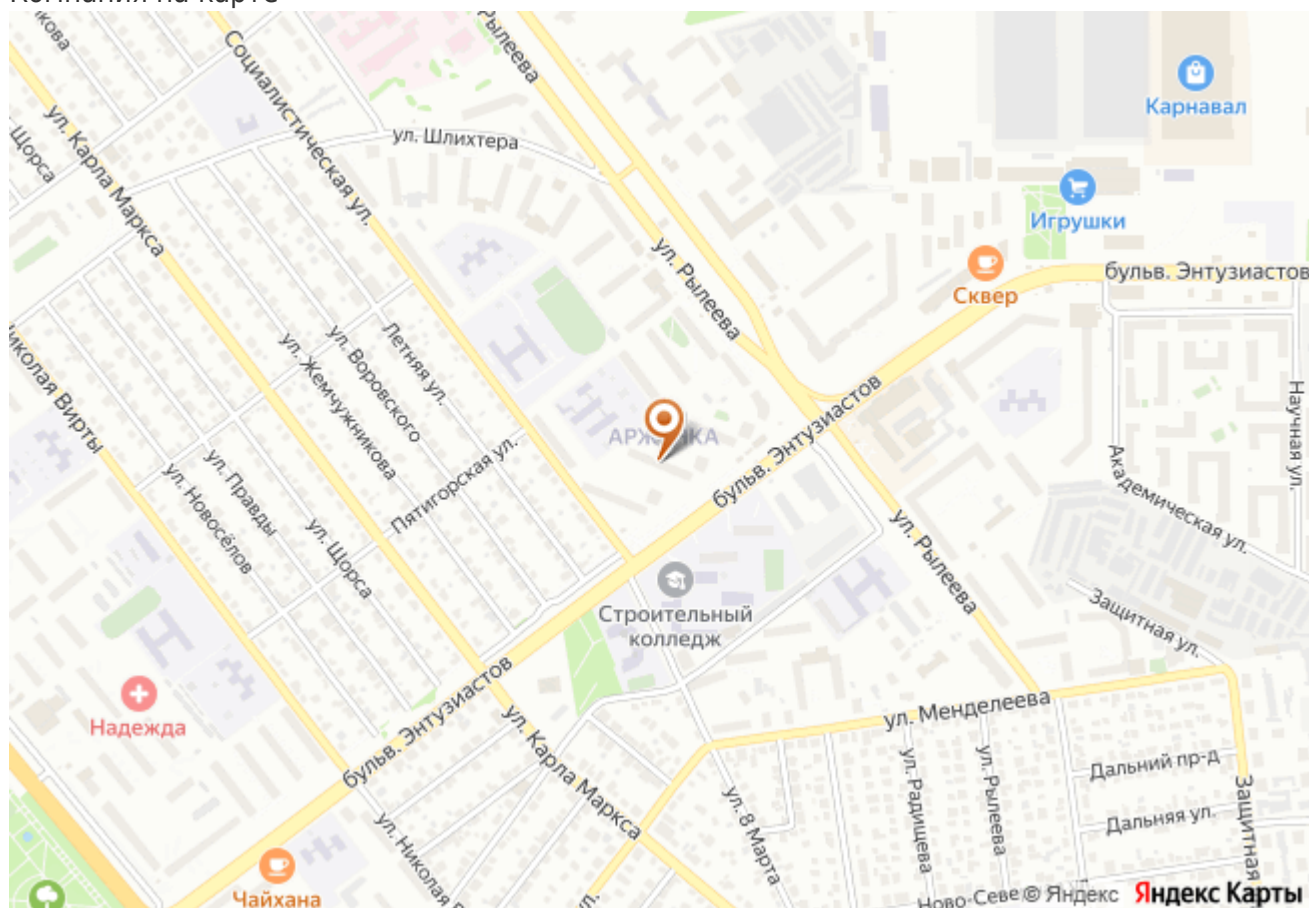 Компания на карте
Рылеева
Социалистическая ул.
Карнавал
ул. Шлихтера
ул. Карла Маркса
Щорса
Игрушки
ул. Рылеева
бульв. Энтузиастов
Сквер
Летняя ул.
ул. Воровского
ул. Жемчужникова
Научная ул.
Пятигорская ул.
бульв. Энтузиастов
Академическая ул.
ул. Правды
ул. Новосёлов
ул. Щорса
ул. Рылеева
Защитная ул.
Строительный
колледж
Надежда
бульв. Энтузиастов
ул. Карла Маркса
ул. Менделеева
ул. Радищева
ул. Рылеева
Дальний пр-д
Дальняя ул.
Защитная
ул. 8 Марта
ул. Николая
ул.
Чайхана
Ново-Севе
© Яндекс Яндекс Карты